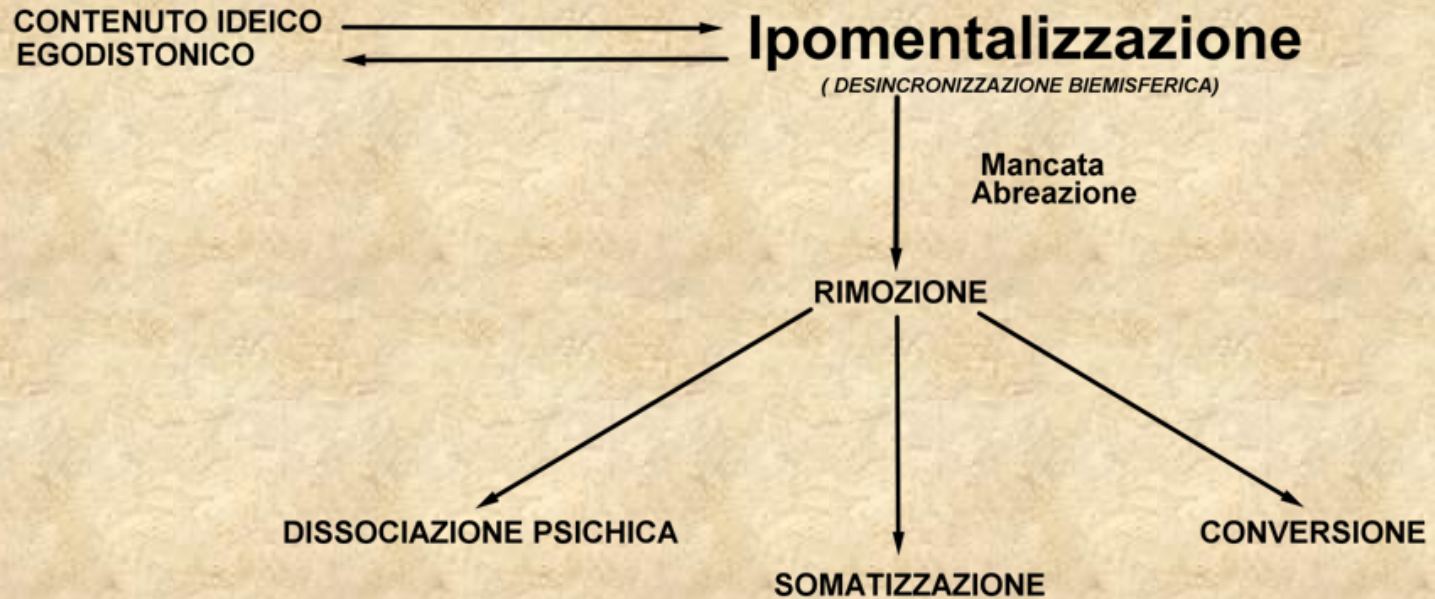 CONTENUTO IDEICO
EGODISTONICO
Ipomentalizzazione
( DESINCRONIZZAZIONE BIEMISFERICA)
Mancata
Abreazione
RIMOZIONE
DISSOCIAZIONE PSICHICA
CONVERSIONE
SOMATIZZAZIONE